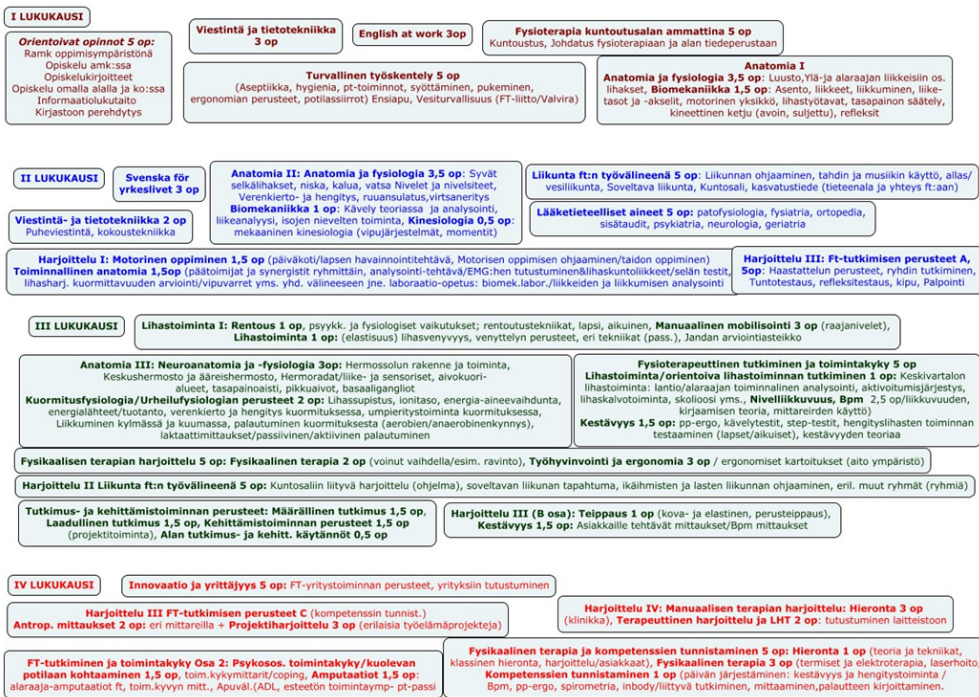 I LUKUKAUSI
Orientoivat opinnot 5 op:
Ramk oppimisympäristönä
Opiskelu amk:ssa
Opiskelukirjoitteet
Opiskelu omalla alalla ja ko:ssa
Informaatiolukutaito
Kirjastoon perehdytys
Viestintä ja tietotekniikka
3 op
English at work 3op
Fysioterapia kuntoutusalan ammattina 5 op
Kuntoustus, Johdatus fysioterapiaan ja alan tiedeperustaan
Turvallinen työskentely 5 op
(Aseptiikka, hygienia, pt-toiminnot, syöttäminen, pukeminen,
ergonomian perusteet, potilassiirrot) Ensiapu, Vesiturvallisuus (FT-liitto/Valvira)
Anatomia I
Anatomia ja fysiologia 3,5 op: Luusto,Ylä-ja alaraajan liikkeisiin os.
lihakset, Biomekaniikka 1,5 op: Asento, liikkeet, liikkuminen, liike-
tasot ja -akselit, motorinen yksikkö, lihastyötavat, tasapainon säätely,
kineettinen ketju (avoin, suljettu), refleksit
II LUKUKAUSI
Svenska för
yrkeslivet 3 op
Viestintä- ja tietotekniikka 2 op
Puheviestintä, kokoustekniikka
Anatomia II: Anatomia ja fysiologia 3,5 op: Syvät
selkälihakset, niska, kalua, vatsa Nivelet ja nivelsiteet,
Verenkierto- ja hengitys, ruuansulatus,virtsaneritys
Biomekaniikka 1 op: Kävely teoriassa ja analysointi,
liikeanalyysi, isojen nivelten toiminta, Kinesiologia 0,5 op:
mekaaninen kinesiologia (vipujärjestelmät, momentit)
Liikunta ft:n työvälineenä 5 op: Liikunnan ohjaaminen, tahdin ja musiikin käyttö, allas/
vesiliikunta, Soveltava liikunta, Kuntosali, kasvatustiede (tieteenala ja yhteys ft:aan)
Lääketieteelliset aineet 5 op: patofysiologia, fysiatria, ortopedia,
sisätaudit, psykiatria, neurologia, geriatria
Harjoittelu I: Motorinen oppiminen 1,5 op (päiväkoti/lapsen havainnointitehtävä, Motorisen oppimisen ohjaaminen/taidon oppiminen)
Toiminnallinen anatomia 1,5op (päätoimijat ja synergistit ryhmittäin, analysointi-tehtävä/EMG:hen tutustuminen&lihaskuntoliikkeet/selän testit,
lihasharj. kuormittavuuden arviointi/vipuvarret yms. yhd. välineeseen jne. laboraatio-opetus: biomek.labor./liikkeiden ja liikkumisen analysointi
Harjoittelu III: Ft-tutkimisen perusteet A,
5op: Haastattelun perusteet, ryhdin tutkiminen,
Tuntotestaus, refleksitestaus, kipu, Palpointi
III LUKUKAUSI
Lihastoiminta I: Rentous 1 op, psyykk. ja fysiologiset vaikutukset; rentoutustekniikat, lapsi, aikuinen, Manuaalinen mobilisointi 3 op (raajanivelet),
Lihastoiminta 1 op: (elastisuus) lihasvenyvyys, venyttelyn perusteet, eri tekniikat (pass.), Jandan arviointiasteikko
Anatomia III: Neuroanatomia ja -fysiologia 3op: Hermossolun rakenne ja toiminta,
Keskushermosto ja ääreishermosto, Hermoradat/liike- ja sensoriset, aivokuori-
alueet, tasapainoaisti, pikkuaivot, basaaligangliot
Kuormitusfysiologia/Urheilufysiologian perusteet 2 op: Lihassupistus, ionitaso, energia-aineevaihdunta,
energialähteet/tuotanto, verenkierto ja hengitys kuormituksessa, umpieritystoiminta kuormituksessa,
Liikkuminen kylmässä ja kuumassa, palautuminen kuormituksesta (aerobien/anaerobinenkynnys),
laktaattimittaukset/passiivinen/aktiivinen palautuminen
Fysioterapeuttinen tutkiminen ja toimintakyky 5 op
Lihastoiminta/orientoiva lihastoiminnan tutkiminen 1 op: Keskivartalon
lihastoiminta: lantio/alaraajan toiminnalinen analysointi, aktivoitumisjärjestys,
lihaskalvotoiminta, skolioosi yms., Nivelliikkuvuus, Bpm 2,5 op/liikkuvuuden,
kirjaamisen teoria, mittareiden käyttö)
Kestävyys 1,5 op: pp-ergo, kävelytestit, step-testit, hengityslihasten toiminnan
testaaminen (lapset/aikuiset), kestävyyden teoriaa
Fysikaalisen terapian harjoittelu 5 op: Fysikaalinen terapia 2 op (voinut vaihdella/esim. ravinto), Työhyvinvointi ja ergonomia 3 op / ergonomiset kartoitukset (aito ympäristö)
Harjoittelu II Liikunta ft:n työvälineenä 5 op: Kuntosaliin liityvä harjoittelu (ohjelma), soveltavan liikunan tapahtuma, ikäihmisten ja lasten liikunnan ohjaaminen, eril. muut ryhmät (ryhmiä)
Tutkimus- ja kehittämistoiminnan perusteet: Määrällinen tutkimus 1,5 op,
Laadullinen tutkimus 1,5 op, Kehittämistoiminnan perusteet 1,5 op
(projektitoiminta), Alan tutkimus- ja kehitt. käytännöt 0,5 op
Harjoittelu III (B osa): Teippaus 1 op (kova- ja elastinen, perusteippaus),
Kestävyys 1,5 op: Asiakkaille tehtävät mittaukset/Bpm mittaukset
IV LUKUKAUSI
Innovaatio ja yrittäjyys 5 op: FT-yritystoiminnan perusteet, yrityksiin tutustuminen
Harjoittelu III FT-tutkimisen perusteet C (kompetenssin tunnist.)
Antrop. mittaukset 2 op: eri mittareilla + Projektiharjoittelu 3 op (erilaisia työelämäprojekteja)
Harjoittelu IV: Manuaalisen terapian harjoittelu: Hieronta 3 op
(klinikka), Terapeuttinen harjoittelu ja LHT 2 op: tutustuminen laitteistoon
FT-tutkiminen ja toimintakyky Osa 2: Psykosos. toimintakyky/kuolevan
potilaan kohtaaminen 1,5 op, toim.kykymittarit/coping, Amputaatiot 1,5 op:
alaraaja-amputaatiot ft, toim.kyvyn mitt., Apuväl.(ADL, esteetön toimintaymp- pt-passi
Fysikaalinen terapia ja kompetenssien tunnistaminen 5 op: Hieronta 1 op (teoria ja tekniikat,
klassinen hieronta, harjoittelu/asiakkaat), Fysikaalinen terapia 3 op (termiset ja elektroterapia, laserhoito,
Kompetenssien tunnistaminen 1 op (päivän järjestäminen: kestävyys ja hengitystoiminta /
Bpm, pp-ergo, spirometria, inbody/liittyvä tutkiminen, mittaaminen,palauteen kirjoittaminen.